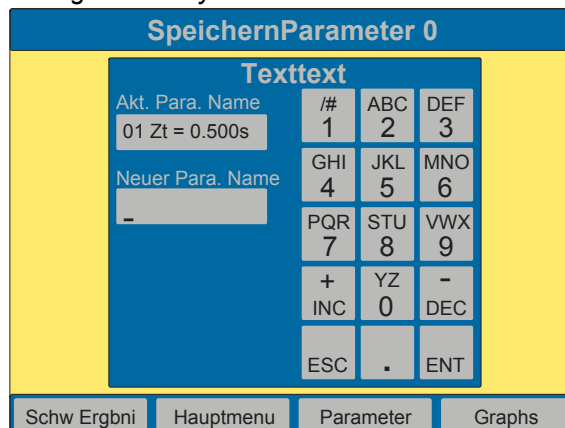 SpeichernParameter 0
Texttext
Akt. Para. Name
01 Zt = 0.500s
Neuer Para. Name
_
/# ABC DEF
1 2 3
GHI JKL MNO
4 5 6
PQR STU VWX
7 8 9
+ YZ -
INC 0 DEC
ESC . ENT
Schw Ergbni Hauptmenu Parameter Graphs